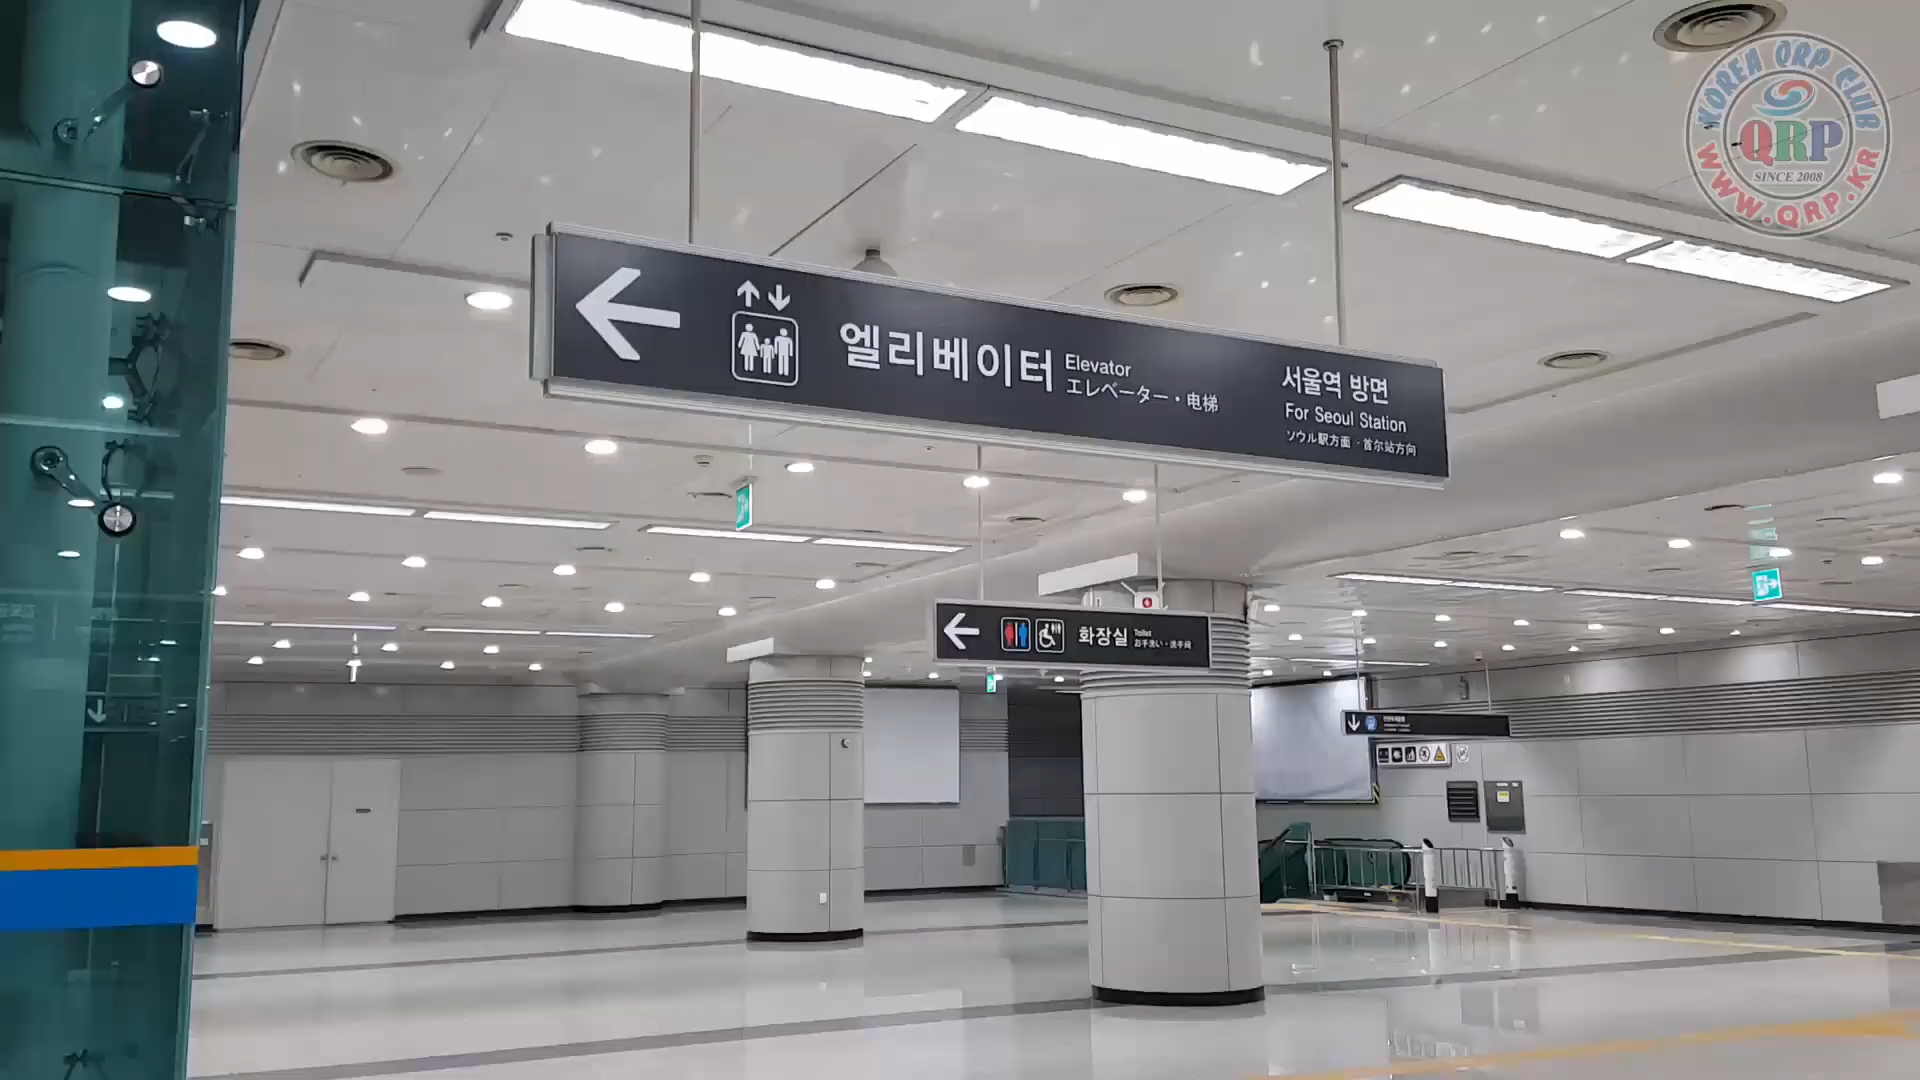 KOREA QRP CLUB
QRP
SINCE 2008
WWW.QRP.KR
엘리베이터
Elevator
エレベーター・电梯
서울역 방면
For Seoul Station
ソウル駅方面・首尔站方向
화장실
Toilet
お手洗い・洗手间